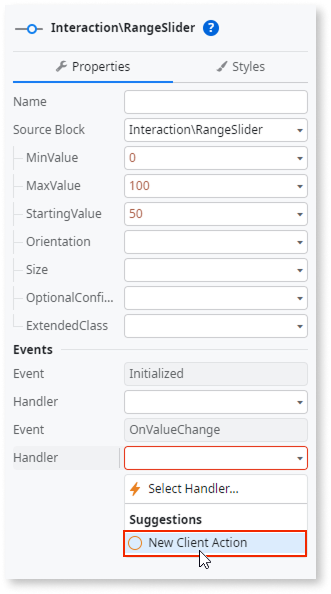 Interaction\RangeSlider ?
Properties
Styles
Name
Source Block Interaction\RangeSlider
MinValue 0
MaxValue 100
StartingValue 50
Orientation
Size
OptionalConfi...
ExtendedClass
Events
Event Initialized
Handler
Event OnValueChange
Handler
Select Handler...
Suggestions
New Client Action